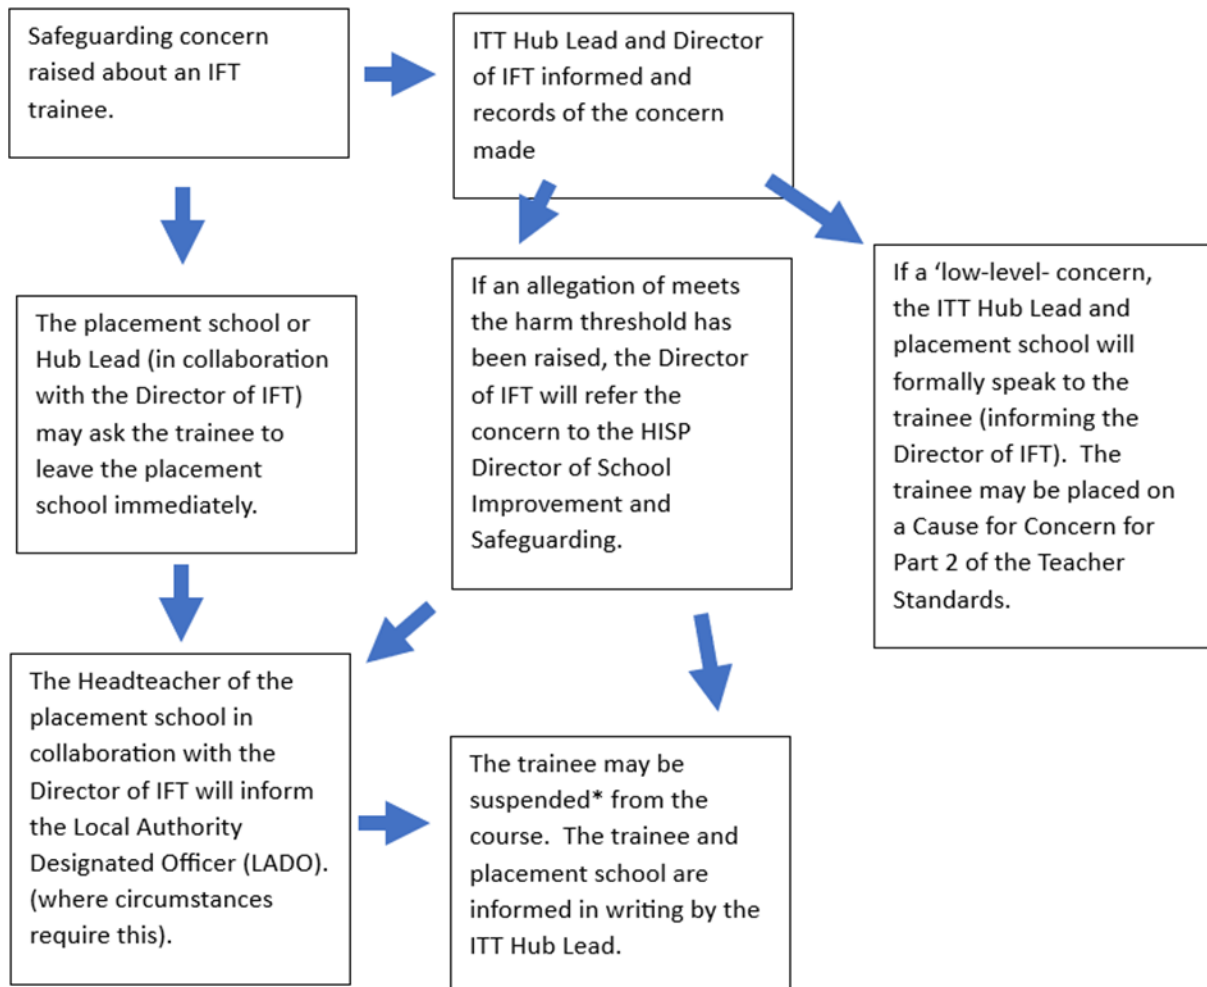 Safeguarding concern
raised about an IFT
trainee.
ITT Hub Lead and Director
of IFT informed and
records of the concern
made
The placement school or
Hub Lead (in collaboration
with the Director of IFT)
may ask the trainee to
leave the placement
school immediately.
If an allegation of meets
the harm threshold has
been raised, the Director
of IFT will refer the
concern to the HISP
Director of School
Improvement and
Safeguarding.
If a ‘low-level- concern,
the ITT Hub Lead and
placement school will
formally speak to the
trainee (informing the
Director of IFT).  The
trainee may be placed on
a Cause for Concern for
Part 2 of the Teacher
Standards.
The Headteacher of the
placement school in
collaboration with the
Director of IFT will inform
the Local Authority
Designated Officer (LADO).
(where circumstances
require this).
The trainee may be
suspended* from the
course.  The trainee and
placement school are
informed in writing by the
ITT Hub Lead.